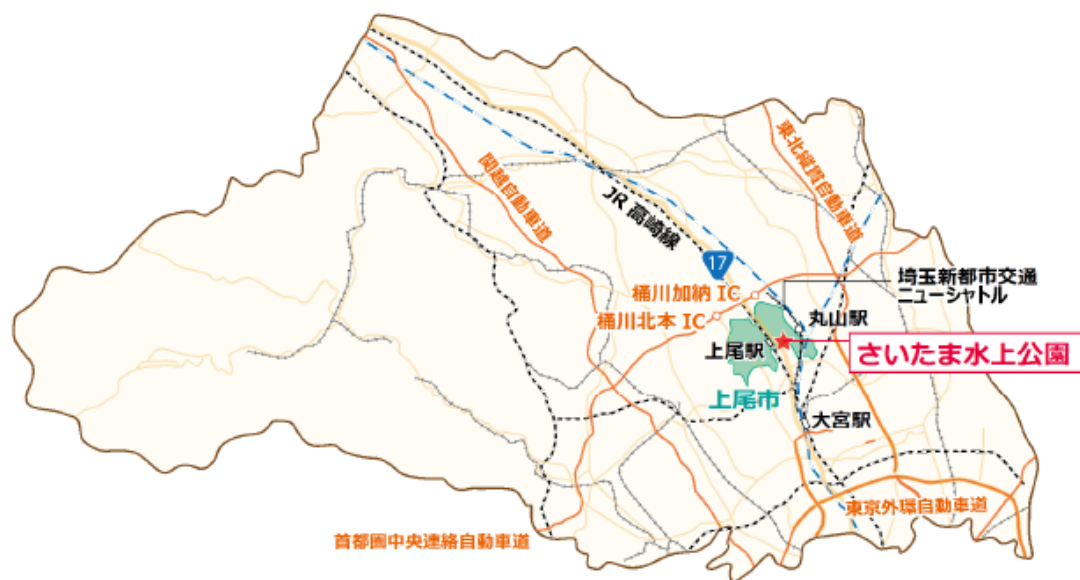 東北縦貫自動車道
関越自動車道
JR 高崎線
17
埼玉新都市交通
ニューシャトル
桶川加納 IC
桶川北本 IC
丸山駅
上尾駅
さいたま水上公園
上尾市
大宮駅
東京外環自動車道
首都圏中央連絡自動車道